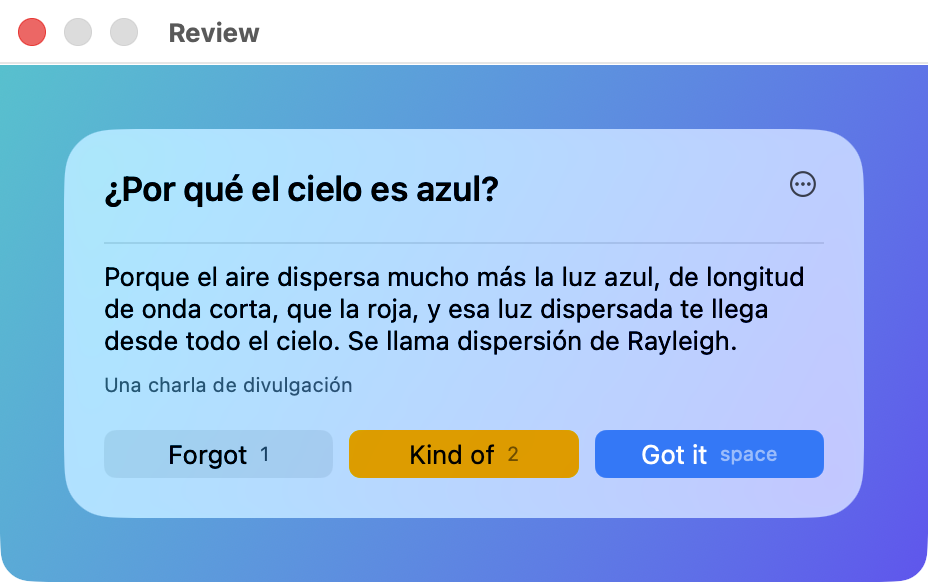 Review
¿Por qué el cielo es azul?
Porque el aire dispersa mucho más la luz azul, de longitud
de onda corta, que la roja, y esa luz dispersada te llega
desde todo el cielo. Se llama dispersión de Rayleigh.
Una charla de divulgación
Forgot 1 Kind of 2 Got it space